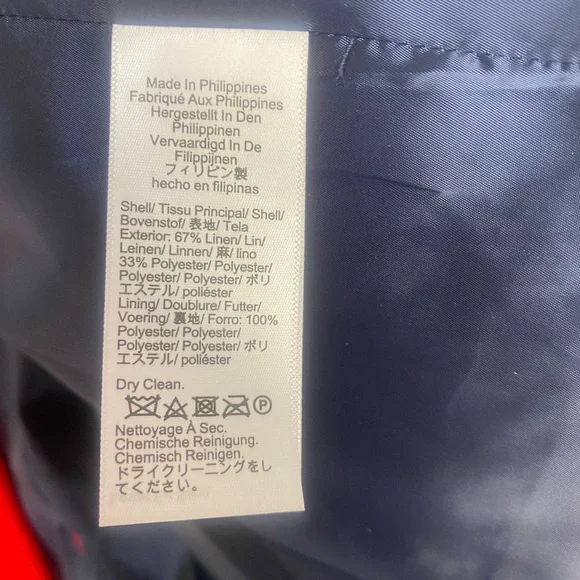 Made In Philippines
Fabriqué Aux Philippines
Hergestellt In Den
Philippinen
Vervaardigd In De
Filippijnen
フィリピン製
hecho en filipinas
Shell/ Tissu Principal/ Shell/
Bovenstof/ 表地/ Tela
Exterior: 67% Linen/ Lin/
Leinen/ Linnen/ 麻/ lino
33% Polyester/ Polyester/
Polyester/ Polyester/ ポリ
エステル/ poliéster
Lining/ Doublure/ Futter/
Voering/ 裏地/ Forro: 100%
Polyester/ Polyester/
Polyester/ Polyester/ ポリ
エステル/ poliéster
Dry Clean.
P
Nettoyage À Sec.
Chemische Reinigung.
Chemisch Reinigen.
ドライクリーニングをし
てください。